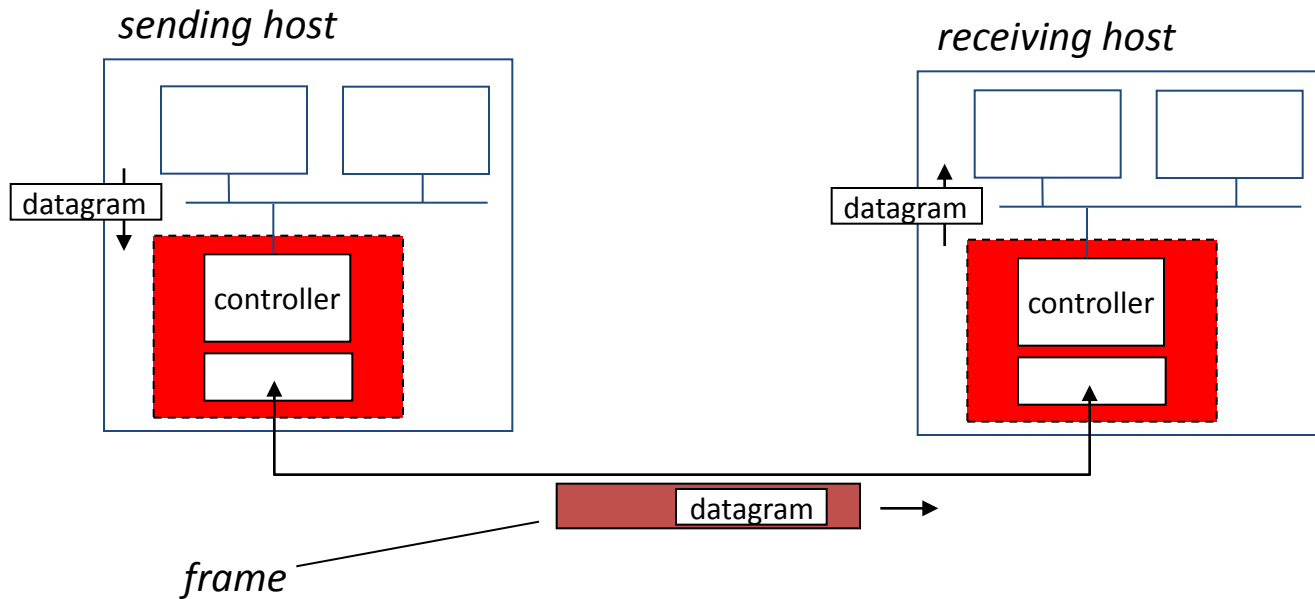 sending host
receiving host
datagram
datagram
controller
controller
datagram
frame